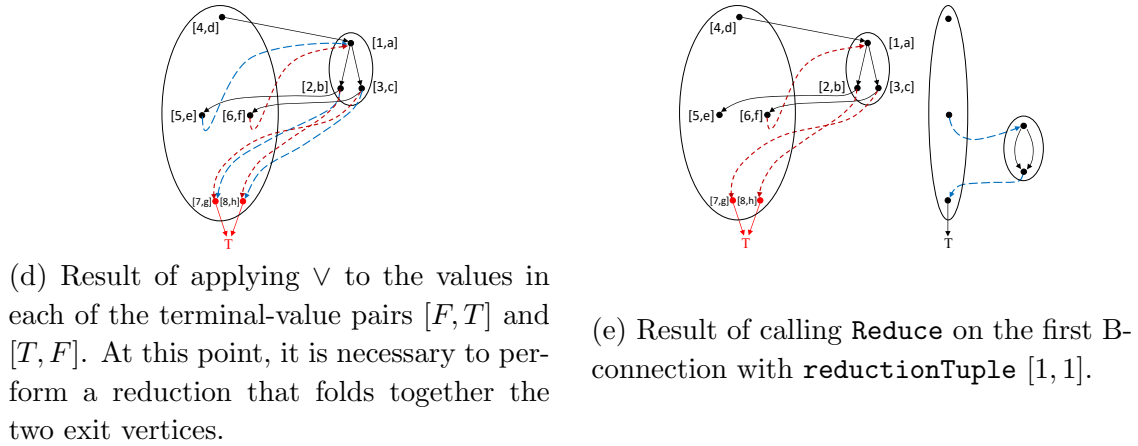 [4,d]
[1,a]
[2,b]
[3,c]
[5,e]
[6,f]
[7,g]
[8,h]
T
(d) Result of applying ∨ to the values in
each of the terminal-value pairs [F, T] and
[T, F]. At this point, it is necessary to per-
form a reduction that folds together the
two exit vertices.
[4,d]
[1,a]
[2,b]
[3,c]
[5,e]
[6,f]
[7,g]
[8,h]
T
T
(e) Result of calling Reduce on the first B-
connection with reductionTuple [1, 1].